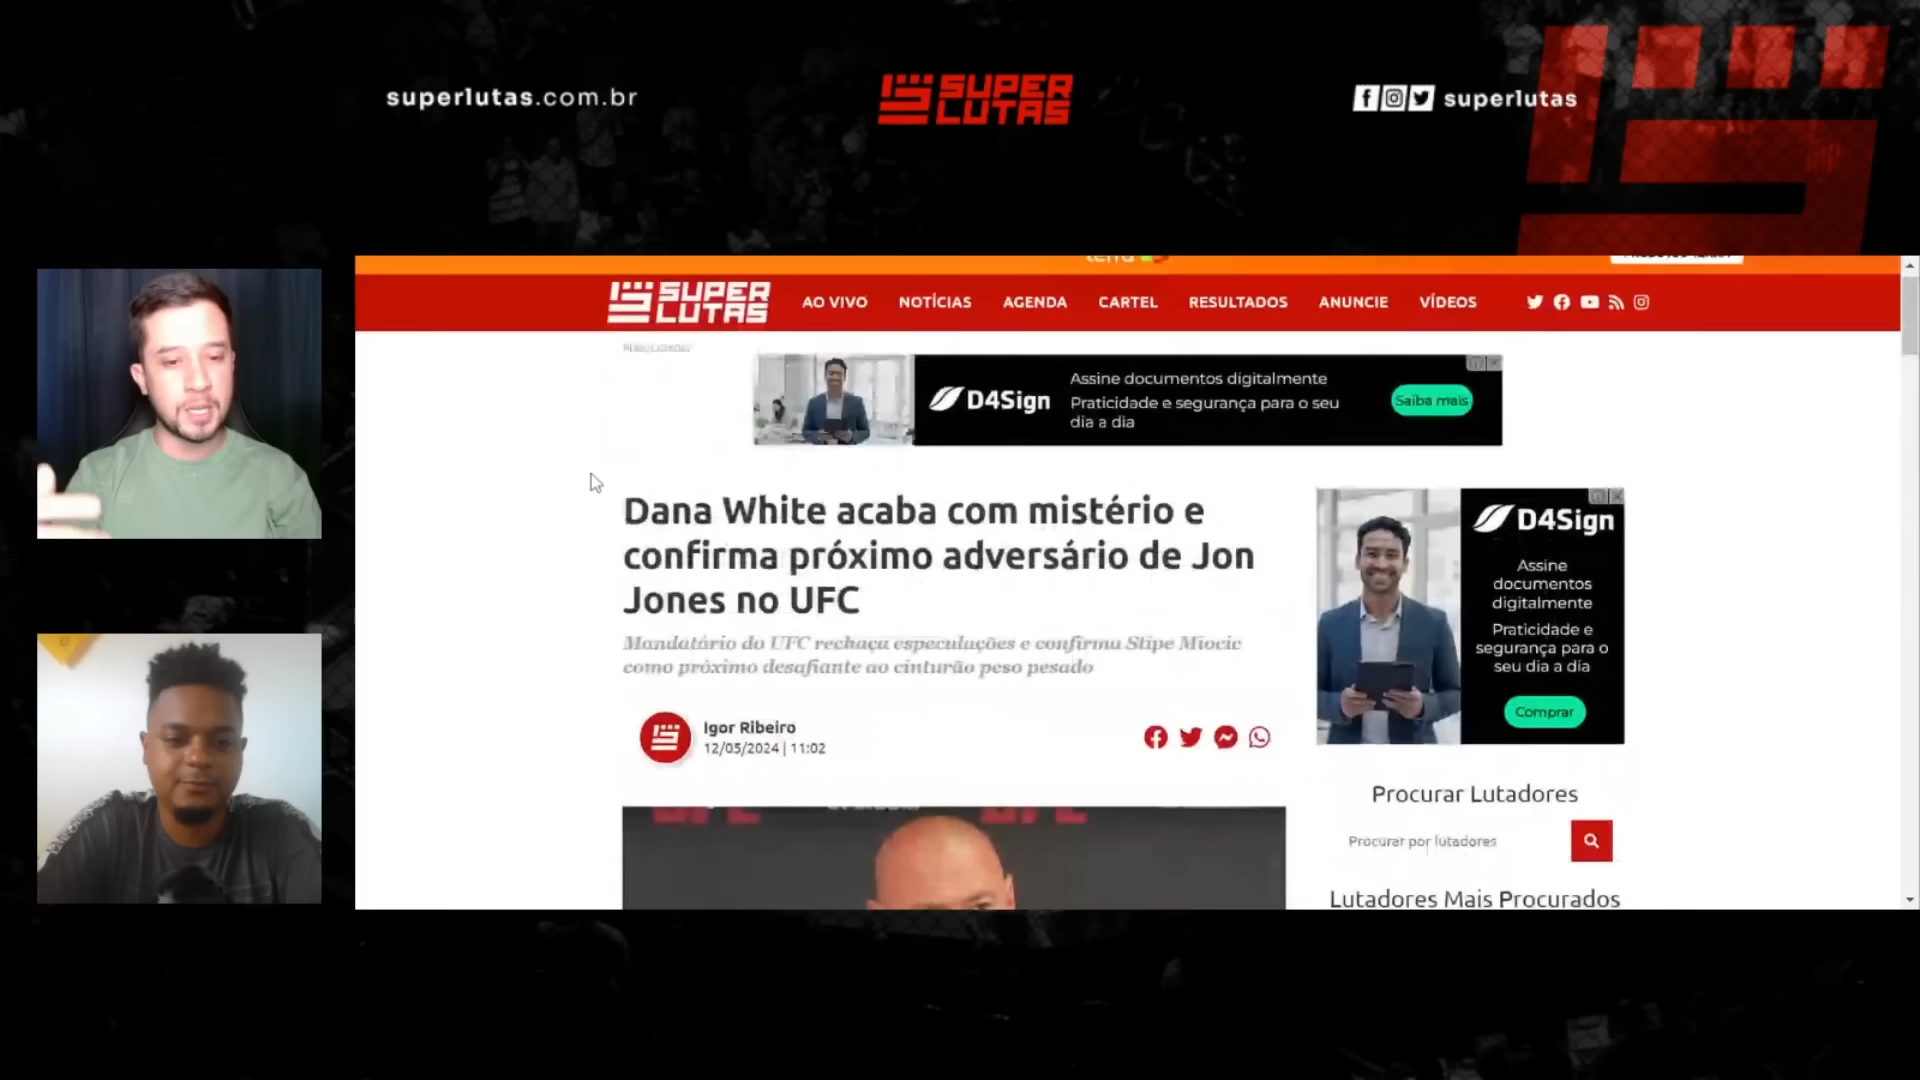 superlutas.com.br
SUPER
LUTAS
superlutas
terra
SUPER
LUTAS
AO VIVO
NOTÍCIAS
AGENDA
CARTEL
RESULTADOS
ANUNCIE
VÍDEOS
D4Sign
Assine documentos digitalmente
Praticidade e segurança para o seu
dia a dia
Saiba mais
Dana White acaba com mistério e
confirma próximo adversário de Jon
Jones no UFC
Mandatário do UFC rechaça especulações e confirma Stipe Miocic
como próximo desafiante ao cinturão peso pesado
Igor Ribeiro
12/05/2024 | 11:02
D4Sign
Assine
documentos
digitalmente
Praticidade e
segurança para o
seu dia a dia
Comprar
Procurar Lutadores
Procurar por lutadores
Lutadores Mais Procurados